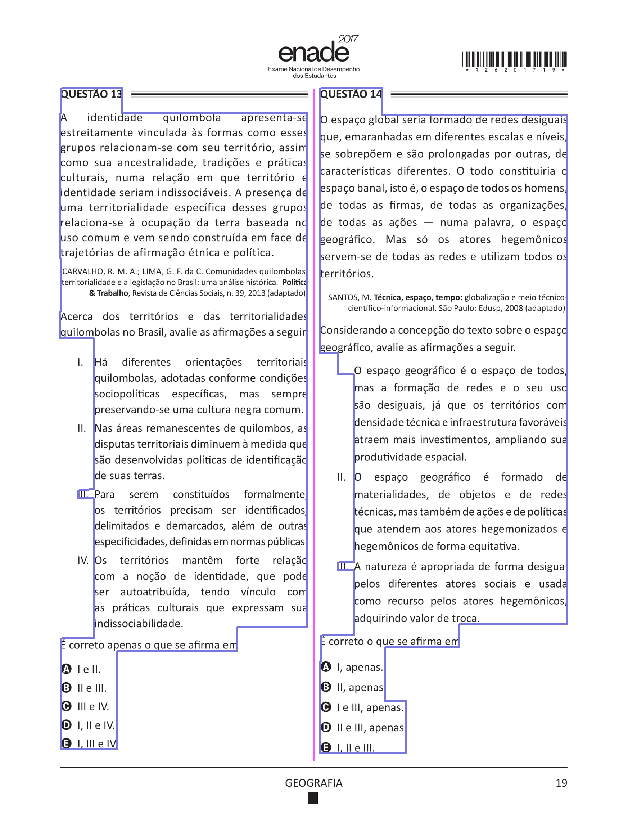 enade 2017
Exame Nacional de Desempenho
dos Estudantes
*R2620171 9*
QUESTÃO 13
A identidade quilombola apresenta-se
estreitamente vinculada às formas como esses
grupos relacionam-se com seu território, assim
como sua ancestralidade, tradições e práticas
culturais, numa relação em que território e
identidade seriam indissociáveis. A presença de
uma territorialidade específica desses grupos
relaciona-se à ocupação da terra baseada no
uso comum e vem sendo construída em face de
trajetórias de afirmação étnica e política.
CARVALHO, R. M. A.; LIMA, G. F. da C. Comunidades quilombolas,
territorialidade e a legislação no Brasil: uma análise histórica. Política
& Trabalho, Revista de Ciências Sociais, n. 39, 2013 (adaptado).
Acerca dos territórios e das territorialidades
quilombolas no Brasil, avalie as afirmações a seguir.
I. Há diferentes orientações territoriais
quilombolas, adotadas conforme condições
sociopolíticas específicas, mas sempre
preservando-se uma cultura negra comum.
II. Nas áreas remanescentes de quilombos, as
disputas territoriais diminuem à medida que
são desenvolvidas políticas de identificação
de suas terras.
III. Para serem constituídos formalmente,
os territórios precisam ser identificados,
delimitados e demarcados, além de outras
especificidades, definidas em normas públicas.
IV. Os territórios mantêm forte relação
com a noção de identidade, que pode
ser autoatribuída, tendo vínculo com
as práticas culturais que expressam sua
indissociabilidade.
É correto apenas o que se afirma em
A I e II.
B II e III.
C III e IV.
D I, II e IV.
E I, III e IV.
QUESTÃO 14
O espaço global seria formado de redes desiguais
que, emaranhadas em diferentes escalas e níveis,
se sobrepõem e são prolongadas por outras, de
características diferentes. O todo constituiria o
espaço banal, isto é, o espaço de todos os homens,
de todas as firmas, de todas as organizações,
de todas as ações — numa palavra, o espaço
geográfico. Mas só os atores hegemônicos
servem-se de todas as redes e utilizam todos os
territórios.
SANTOS, M. Técnica, espaço, tempo: globalização e meio técnico-
científico-informacional. São Paulo: Edusp, 2008 (adaptado).
Considerando a concepção do texto sobre o espaço
geográfico, avalie as afirmações a seguir.
O espaço geográfico é o espaço de todos,
mas a formação de redes e o seu uso
são desiguais, já que os territórios com
densidade técnica e infraestrutura favoráveis
atraem mais investimentos, ampliando sua
produtividade espacial.
II. O espaço geográfico é formado de
materialidades, de objetos e de redes
técnicas, mas também de ações e de políticas
que atendem aos atores hegemonizados e
hegemônicos de forma equitativa.
III. A natureza é apropriada de forma desigual
pelos diferentes atores sociais e usada
como recurso pelos atores hegemônicos,
adquirindo valor de troca.
É correto o que se afirma em
A I, apenas.
B II, apenas.
C I e III, apenas.
D II e III, apenas.
E I, II e III.
GEOGRAFIA
19